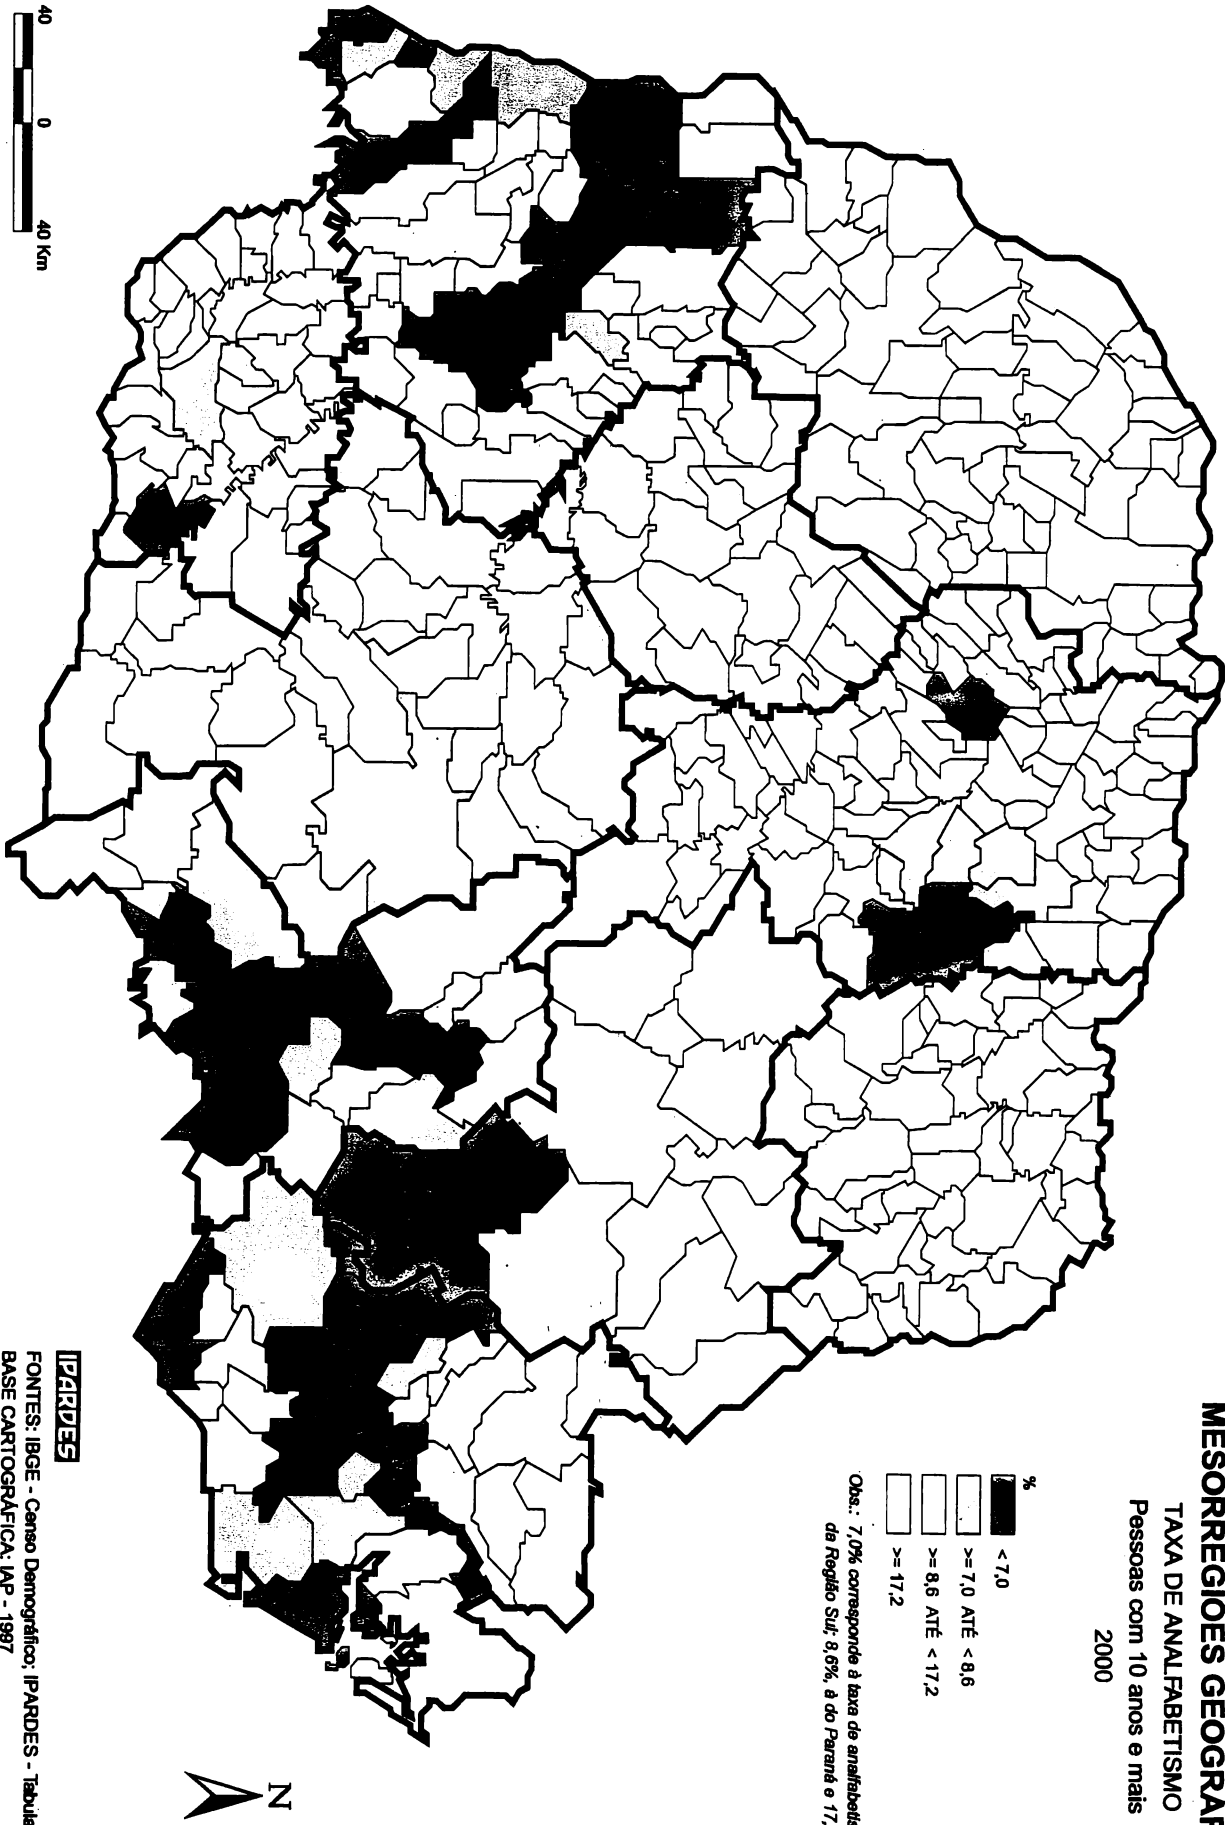 MESORREGIOES GEOGRAF
TAXA DE ANALFABETISMO
Pessoas com 10 anos e mais
2000
%
< 7,0
>= 7,0 ATÉ < 8,6
>= 8,6 ATÉ < 17,2
>= 17,2
Obs.: 7,0% corresponde à taxa de analfabetis
da Região Sul; 8,6%, à do Paraná e 17,
N
40 0 40 Km
IPARDES
FONTES: IBGE - Censo Demográfico; IPARDES - Tabula
BASE CARTOGRÁFICA: IAP - 1997